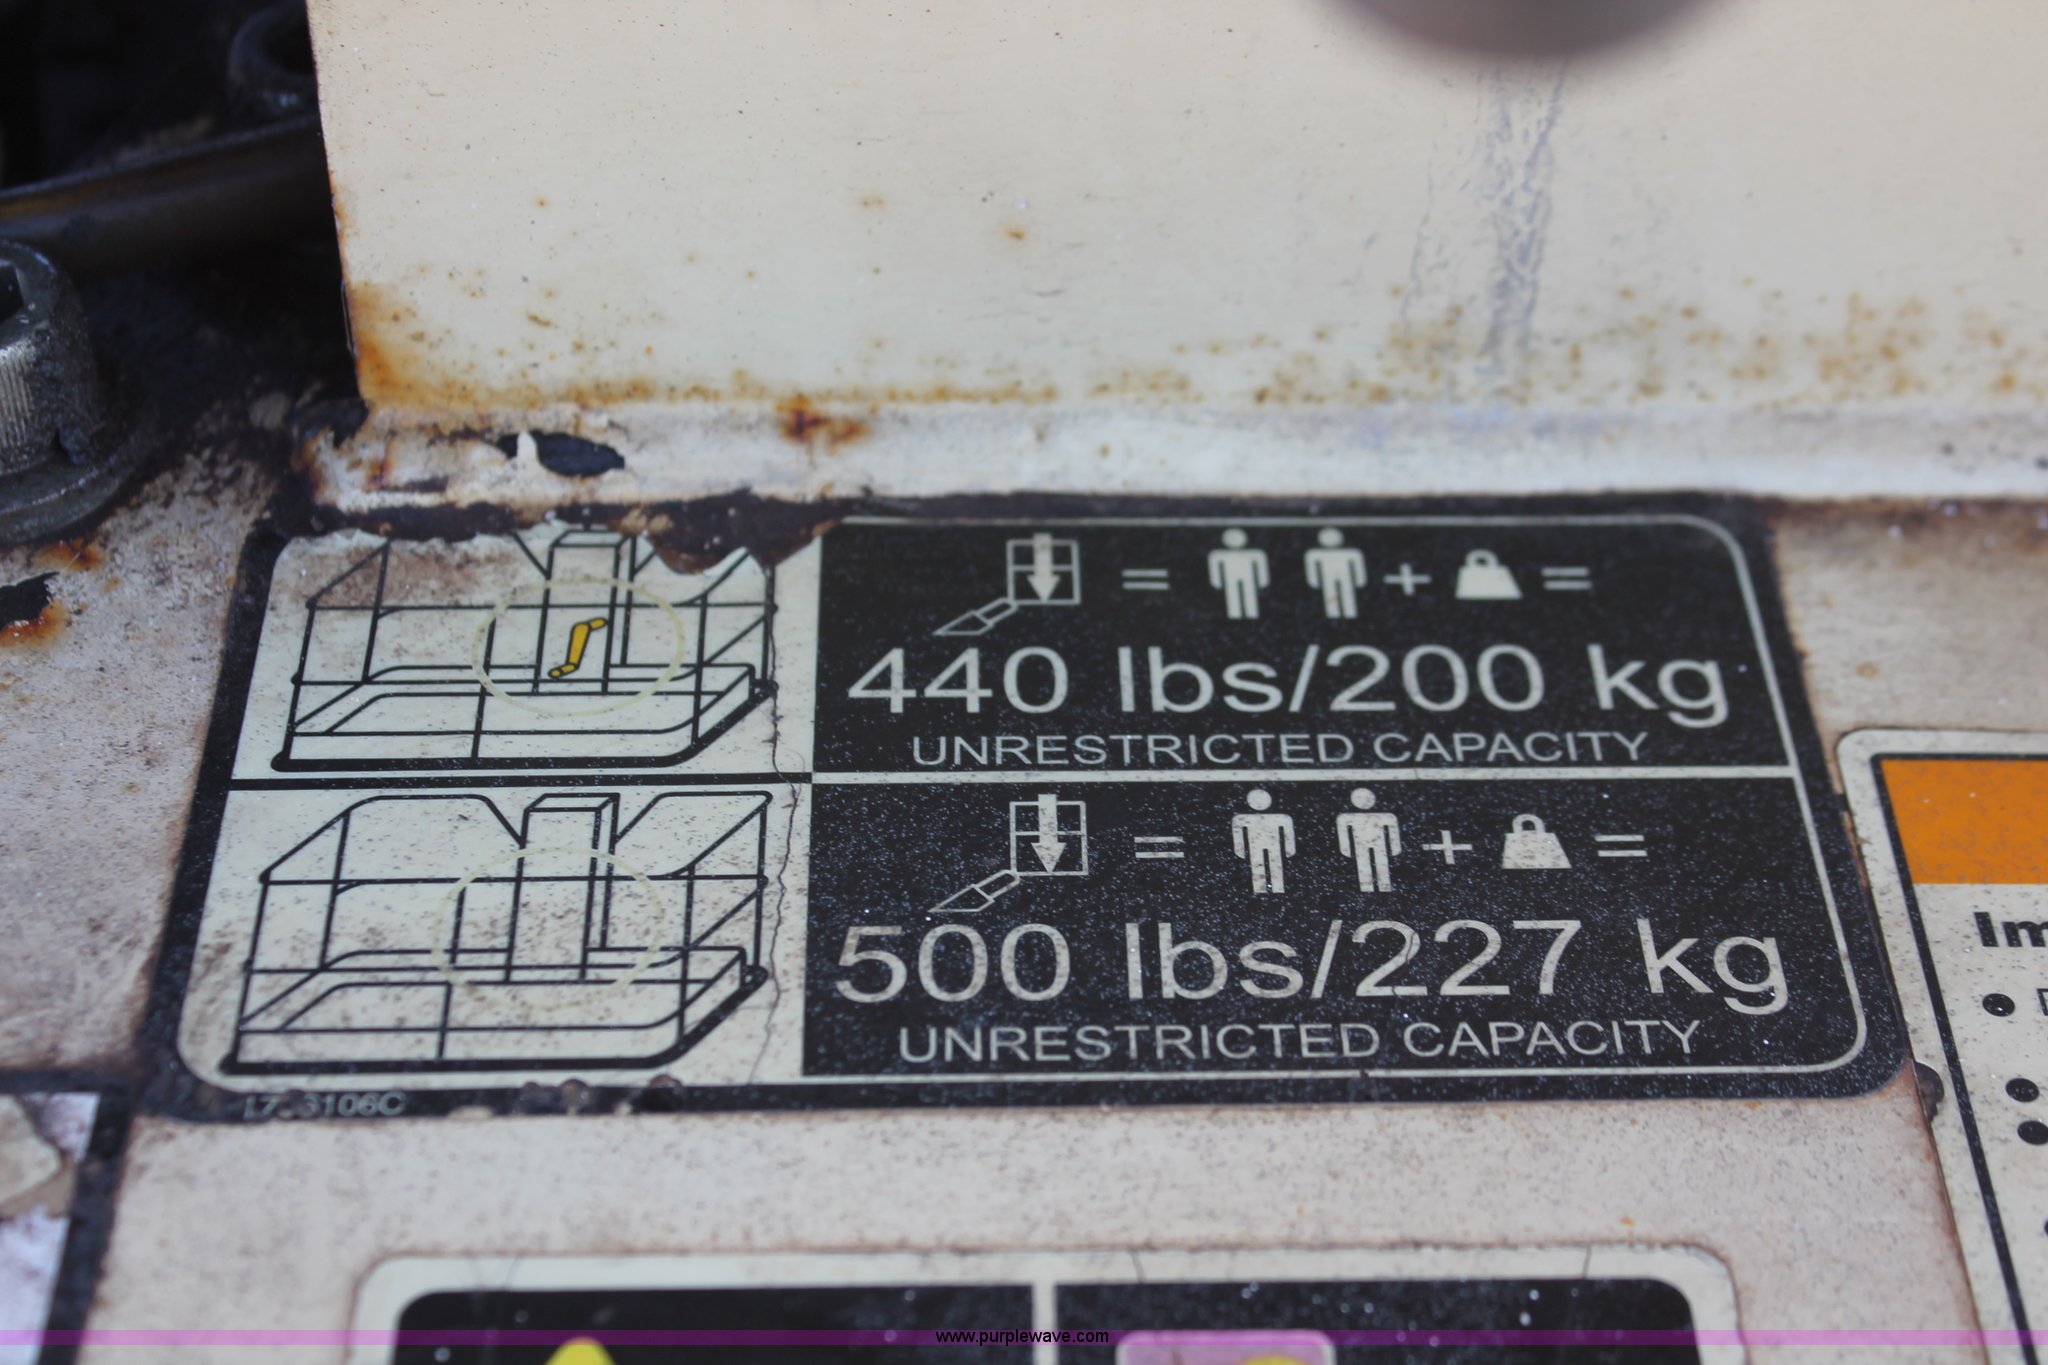 440 lbs/200 kg
UNRESTRICTED CAPACITY
500 lbs/227 kg
UNRESTRICTED CAPACITY
www.purplewave.com